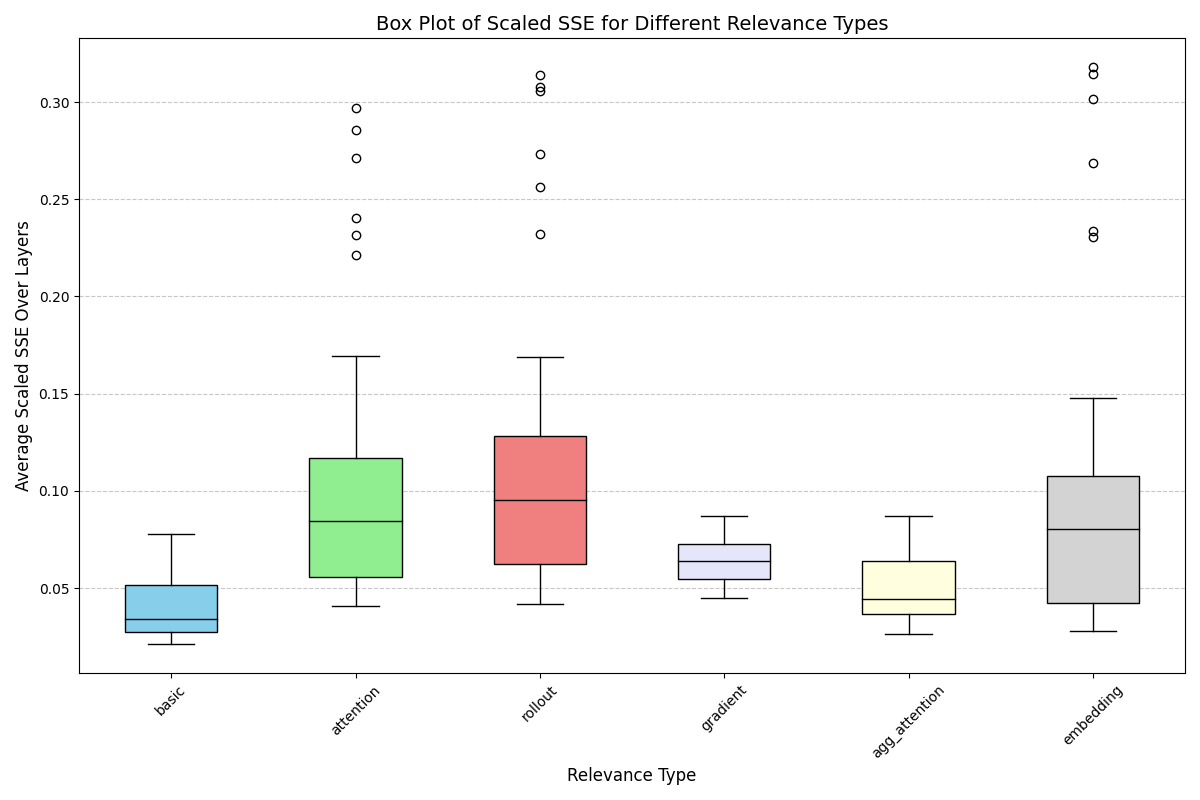 Box Plot of Scaled SSE for Different Relevance Types
Average Scaled SSE Over Layers
0.30
0.25
0.20
0.15
0.10
0.05
basic
attention
rollout
gradient
agg_attention
embedding
Relevance Type